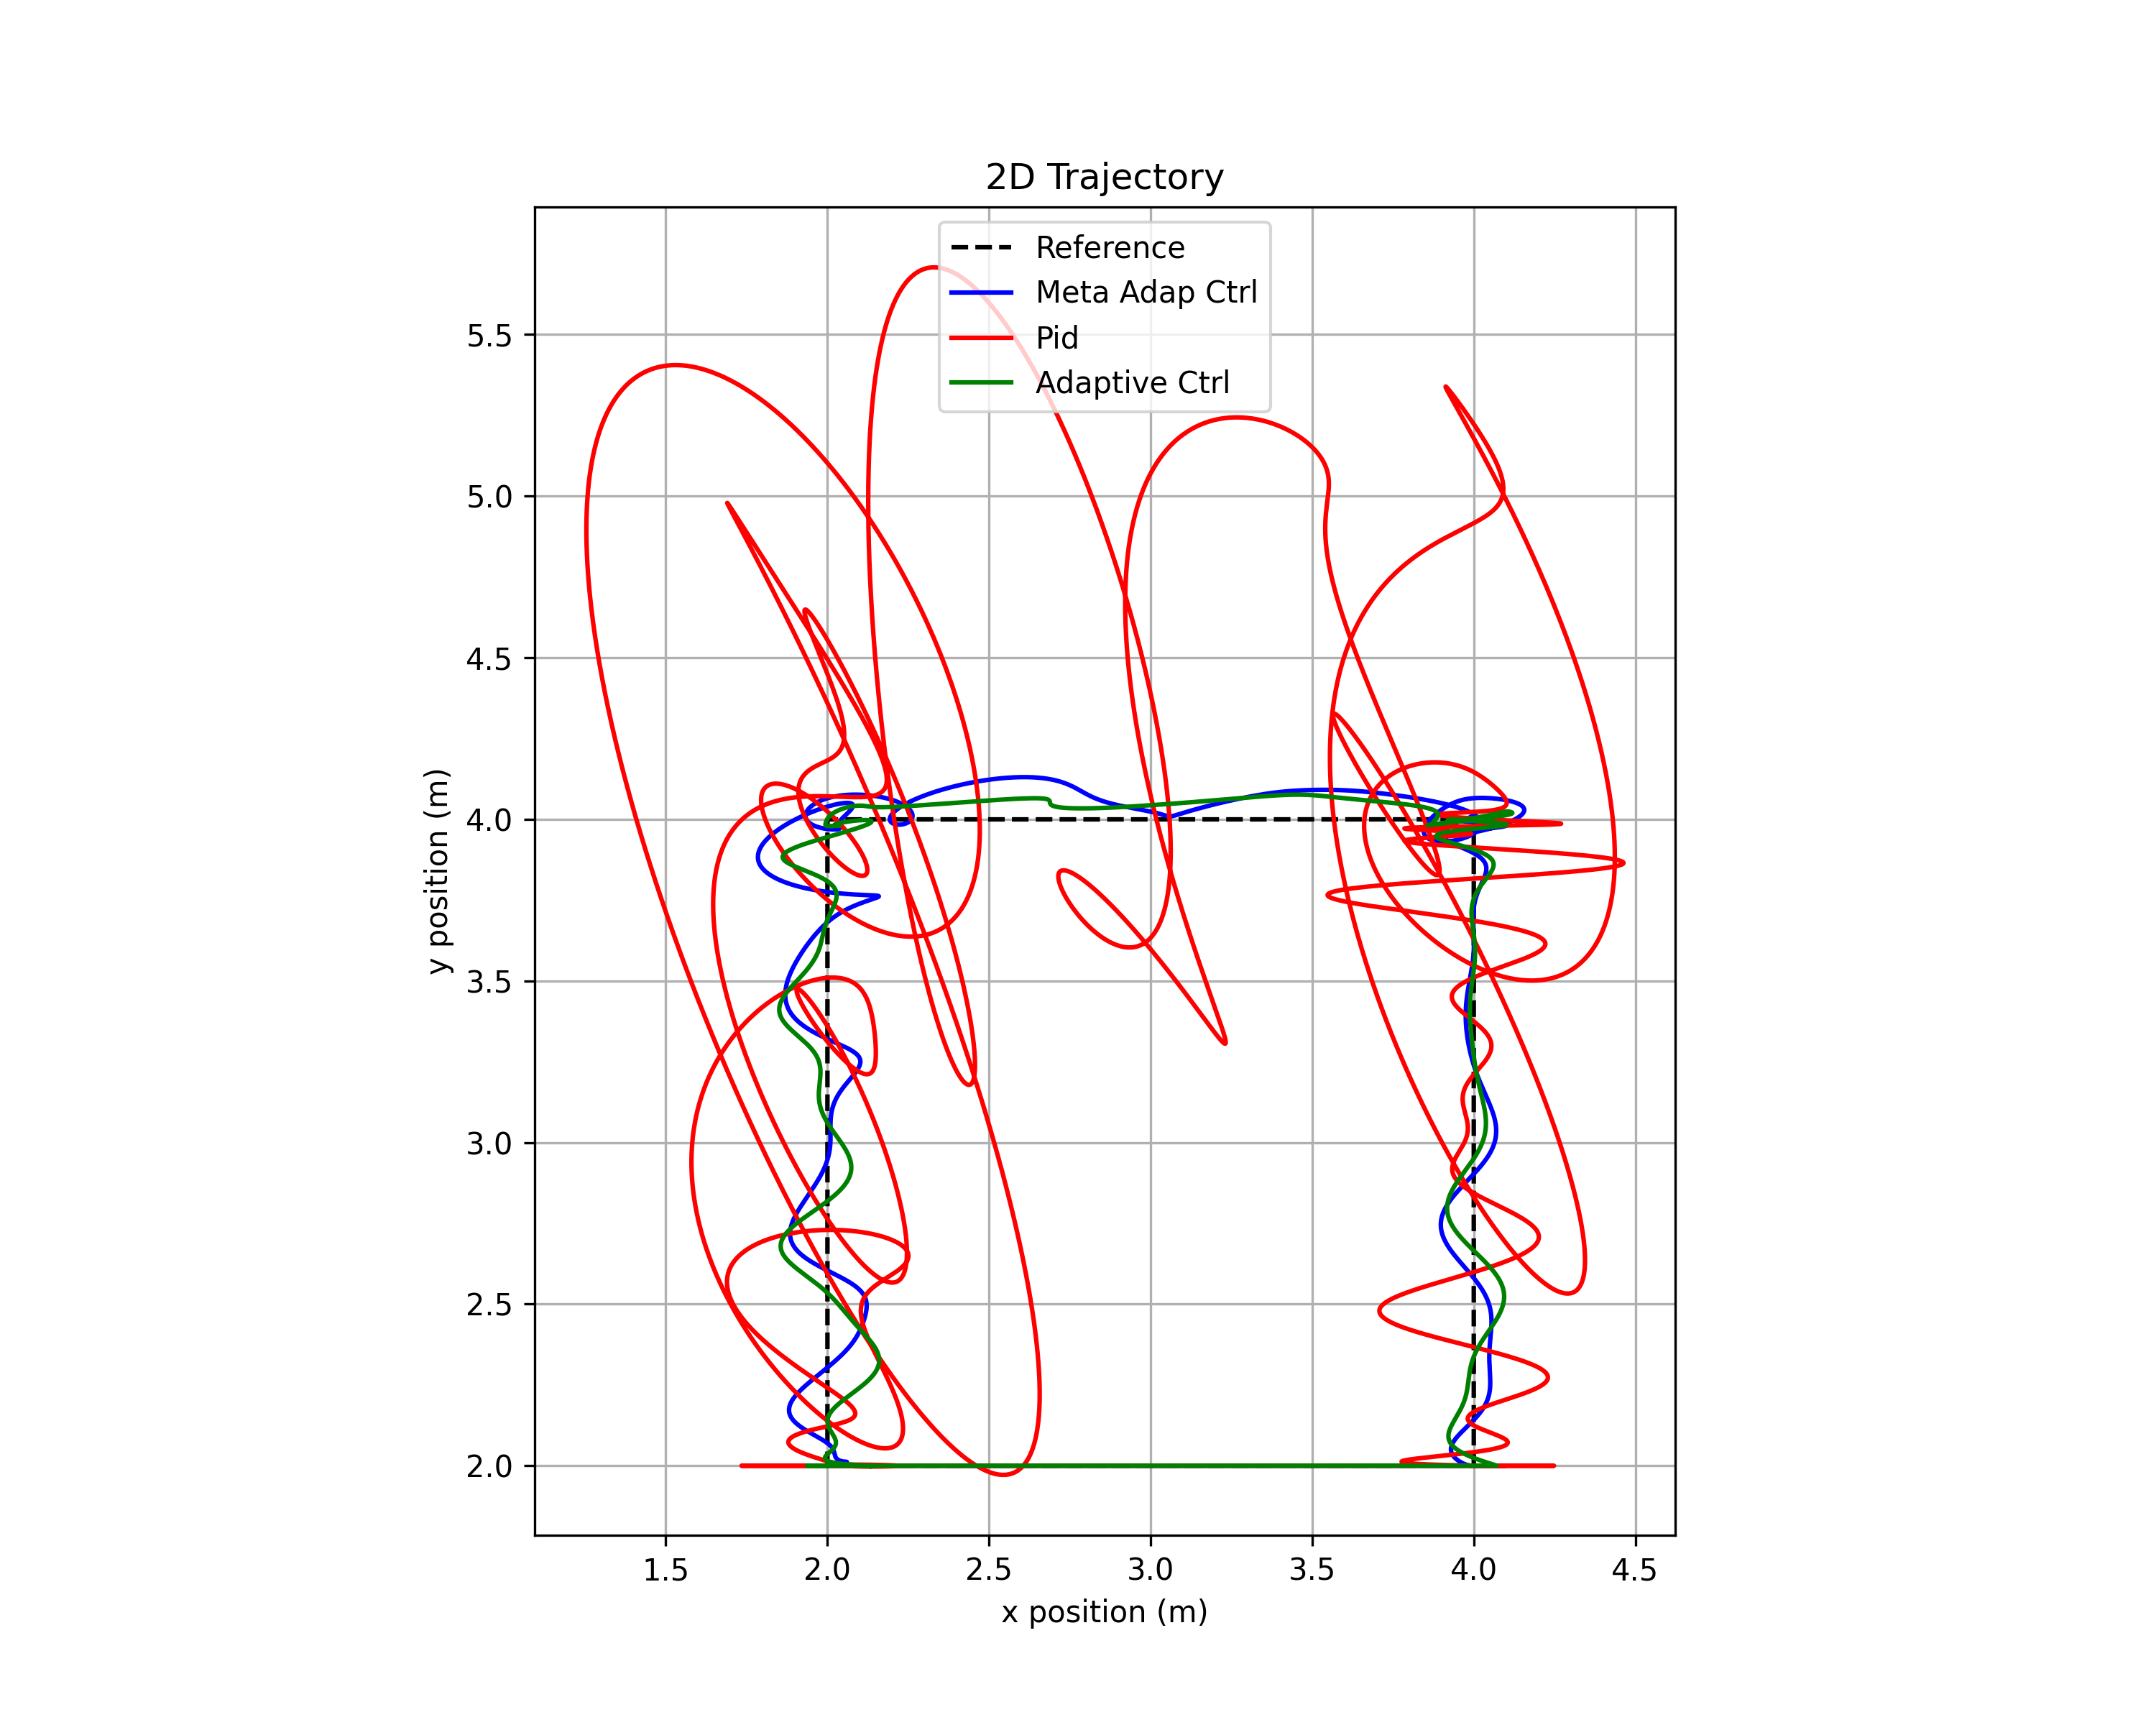 2D Trajectory
Reference
Meta Adap Ctrl
Pid
Adaptive Ctrl
y position (m)
5.5
5.0
4.5
4.0
3.5
3.0
2.5
2.0
1.5 2.0 2.5 3.0 3.5 4.0 4.5
x position (m)